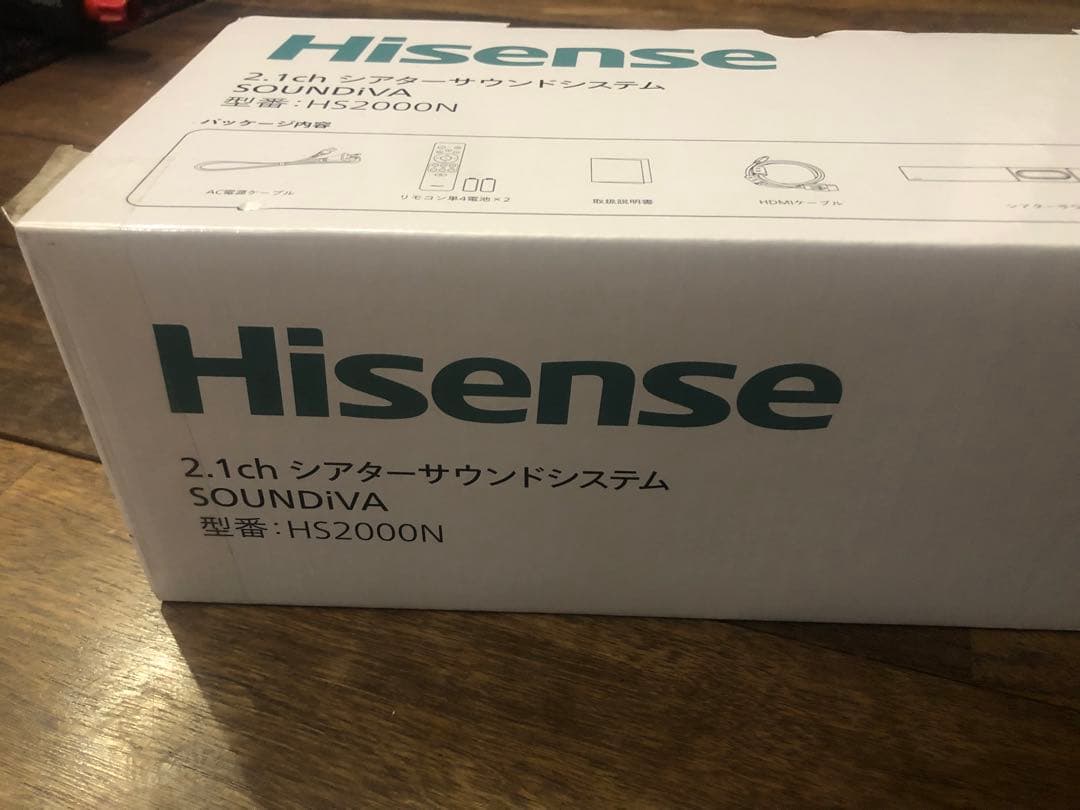 Hisense
2.1ch シアターサウンドシステム
SOUNDiVA
型番：HS2000N
パッケージ内容
AC電源ケーブル
リモコン単4電池×2
取扱説明書
HDMIケーブル
Hisense
2.1ch シアターサウンドシステム
SOUNDiVA
型番：HS2000N